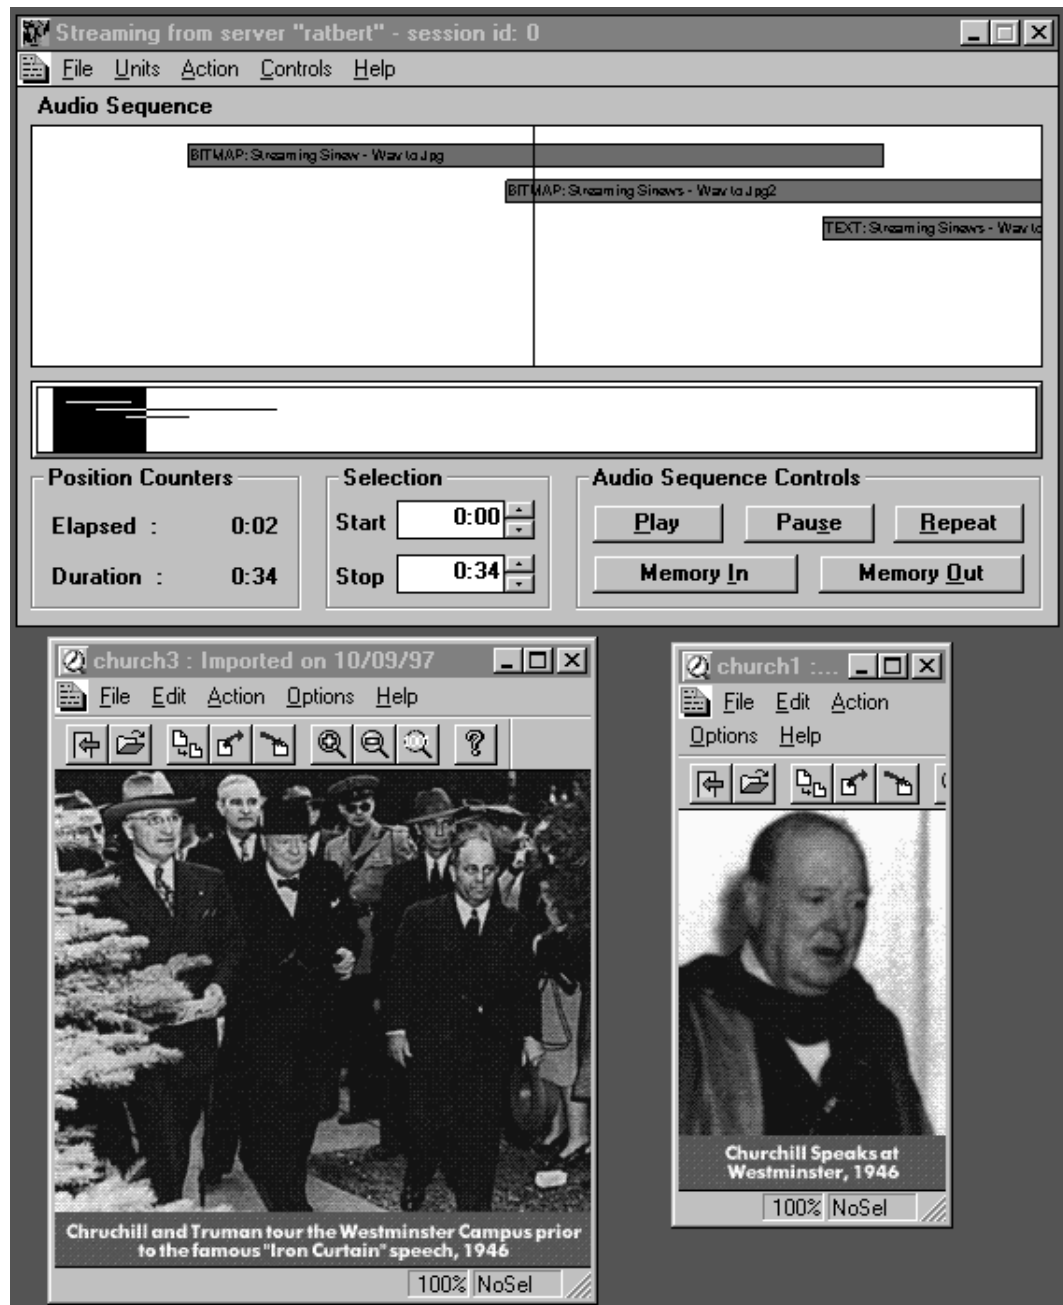 Streaming from server "ratbert" - session id: 0
File Units Action Controls Help
Audio Sequence
BITMAP: Streaming Sinew - Wav to Jpg
BITMAP: Streaming Sinews - Wav to Jpg2
TEXT: Streaming Sinews - Wav to
Position Counters
Elapsed : 0:02
Duration : 0:34
Selection
Start 0:00
Stop 0:34
Audio Sequence Controls
Play Pause Repeat
Memory In Memory Out
church3 : Imported on 10/09/97
File Edit Action Options Help
Chruchill and Truman tour the Westminster Campus prior
to the famous "Iron Curtain" speech, 1946
100% NoSel
church1 :...
File Edit Action
Options Help
Churchill Speaks at
Westminster, 1946
100% NoSel